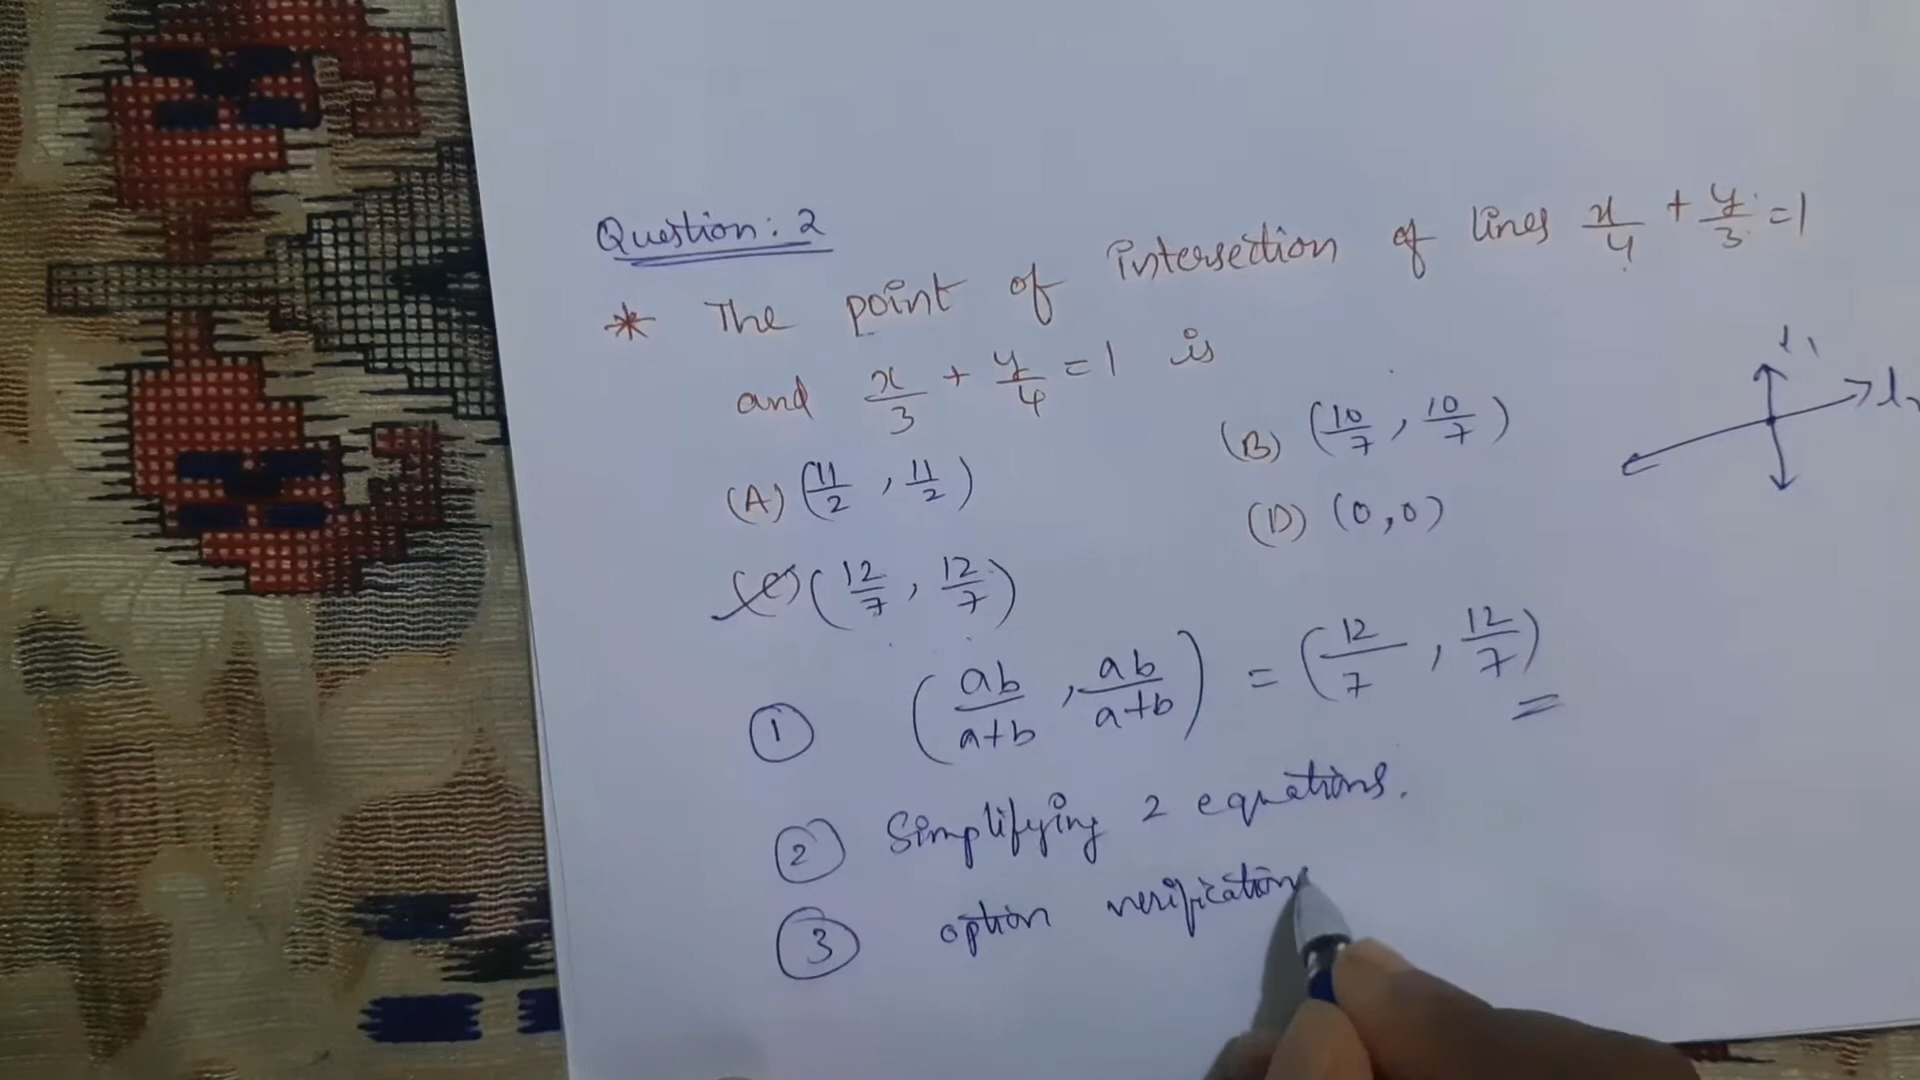 Question: 2
* The point of intersection of lines x/4 + y/3 = 1
and x/3 + y/4 = 1 is
(A) (11/2, 11/2) (B) (10/7, 10/7)
(C) (12/7, 12/7) (D) (0,0)
l₁
l₂
① (ab/a+b, ab/a+b) = (12/7, 12/7)
② Simplifying 2 equations.
③ option verification